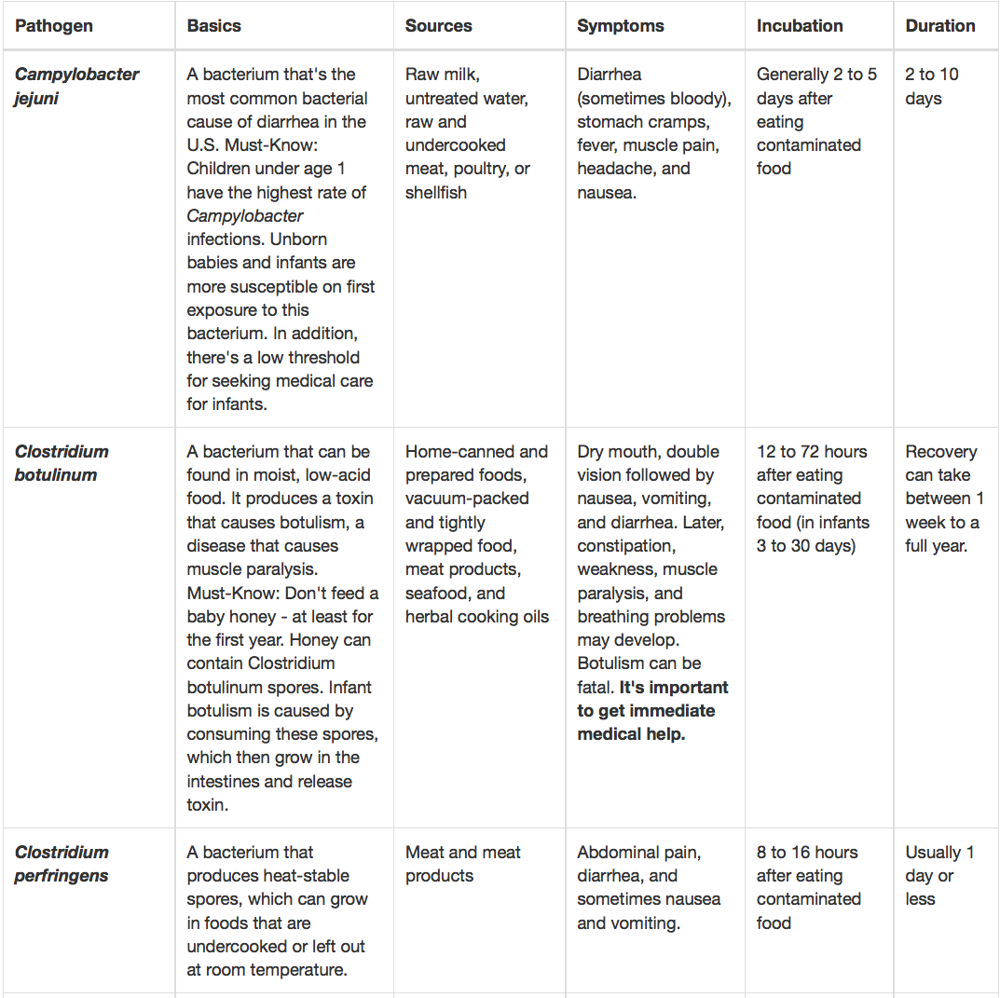 Pathogen
Basics
Sources
Symptoms
Incubation
Duration
Campylobacter
jejuni
A bacterium that's the
most common bacterial
cause of diarrhea in the
U.S. Must-Know:
Children under age 1
have the highest rate of
Campylobacter
infections. Unborn
babies and infants are
more susceptible on first
exposure to this
bacterium. In addition,
there's a low threshold
for seeking medical care
for infants.
Raw milk,
untreated water,
raw and
undercooked
meat, poultry, or
shellfish
Diarrhea
(sometimes bloody),
stomach cramps,
fever, muscle pain,
headache, and
nausea.
Generally 2 to 5
days after
eating
contaminated
food
2 to 10
days
Clostridium
botulinum
A bacterium that can be
found in moist, low-acid
food. It produces a toxin
that causes botulism, a
disease that causes
muscle paralysis.
Must-Know: Don't feed a
baby honey - at least for
the first year. Honey can
contain Clostridium
botulinum spores. Infant
botulism is caused by
consuming these spores,
which then grow in the
intestines and release
toxin.
Home-canned and
prepared foods,
vacuum-packed
and tightly
wrapped food,
meat products,
seafood, and
herbal cooking oils
Dry mouth, double
vision followed by
nausea, vomiting,
and diarrhea. Later,
constipation,
weakness, muscle
paralysis, and
breathing problems
may develop.
Botulism can be
fatal. It's important
to get immediate
medical help.
12 to 72 hours
after eating
contaminated
food (in infants
3 to 30 days)
Recovery
can take
between 1
week to a
full year.
Clostridium
perfringens
A bacterium that
produces heat-stable
spores, which can grow
in foods that are
undercooked or left out
at room temperature.
Meat and meat
products
Abdominal pain,
diarrhea, and
sometimes nausea
and vomiting.
8 to 16 hours
after eating
contaminated
food
Usually 1
day or
less